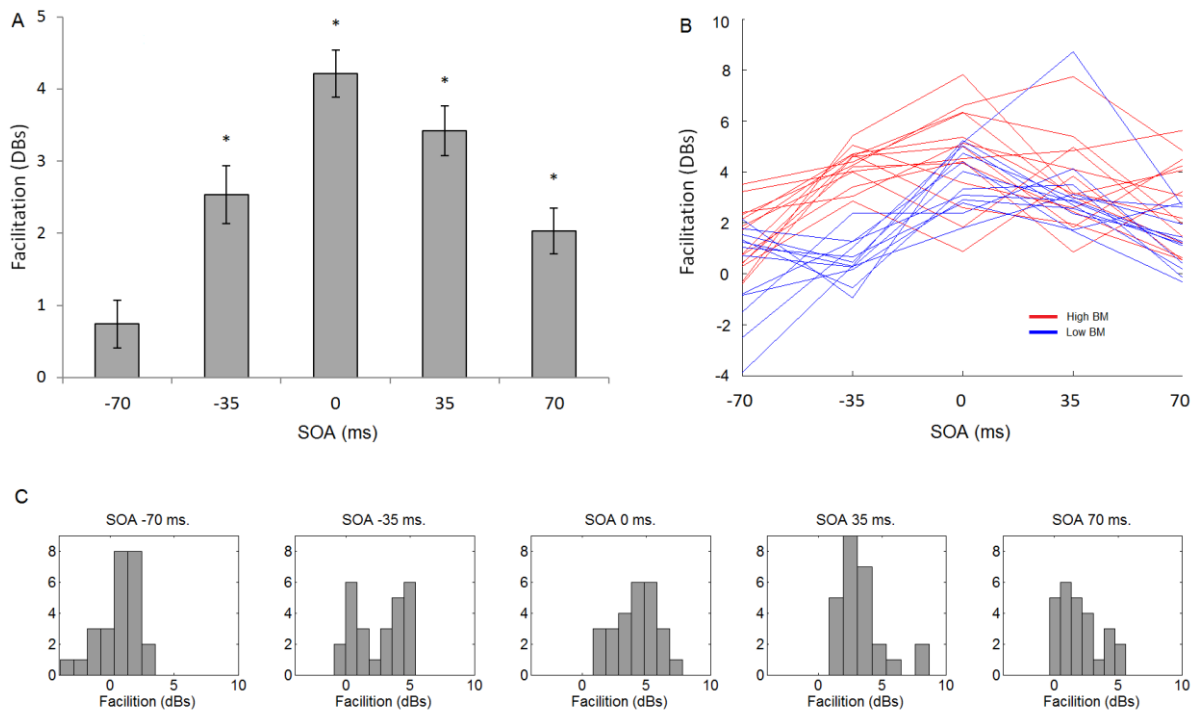 A
Facilitation (DBs)
5
4
3
2
1
0
*
*
*
*
-70 -35 0 35 70
SOA (ms)
B
Facilitation (DBs)
10
8
6
4
2
0
-2
-4
High BM
Low BM
-70 -35 0 35 70
SOA (ms)
C
SOA -70 ms. SOA -35 ms. SOA 0 ms. SOA 35 ms. SOA 70 ms.
8 8 8 8 8
6 6 6 6 6
4 4 4 4 4
2 2 2 2 2
0 0 0 0 0
0 5 10 0 5 10 0 5 10 0 5 10 0 5 10
Facilition (dBs) Facilition (dBs) Facilition (dBs) Facilition (dBs) Facilition (dBs)